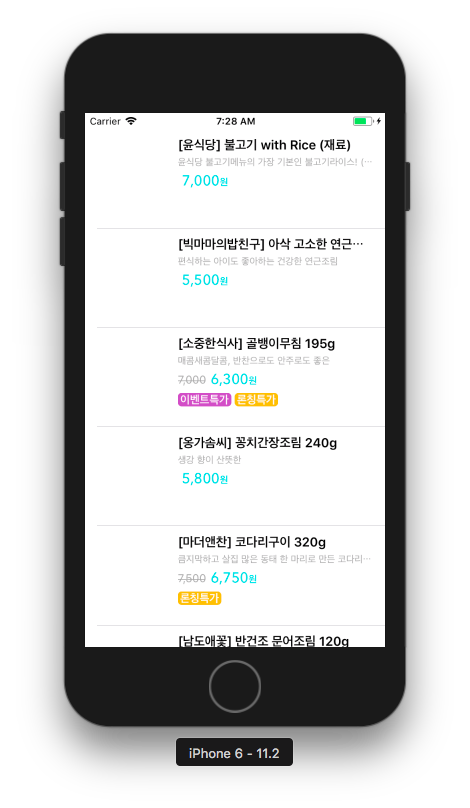 Carrier 7:28 AM
[윤식당] 불고기 with Rice (재료)
윤식당 불고기메뉴의 가장 기본인 불고기라이스! (…
7,000원
[빅마마의밥친구] 아삭 고소한 연근…
편식하는 아이도 좋아하는 건강한 연근조림
5,500원
[소중한식사] 골뱅이무침 195g
매콤새콤달콤, 반찬으로도 안주로도 좋은
7,000 6,300원
이벤트특가 론칭특가
[옹가솜씨] 꽁치간장조림 240g
생강 향이 산뜻한
5,800원
[마더앤찬] 코다리구이 320g
큼지막하고 살집 많은 동태 한 마리로 만든 코다리…
7,500 6,750원
론칭특가
[남도애꽃] 반건조 문어조림 120g
iPhone 6 - 11.2